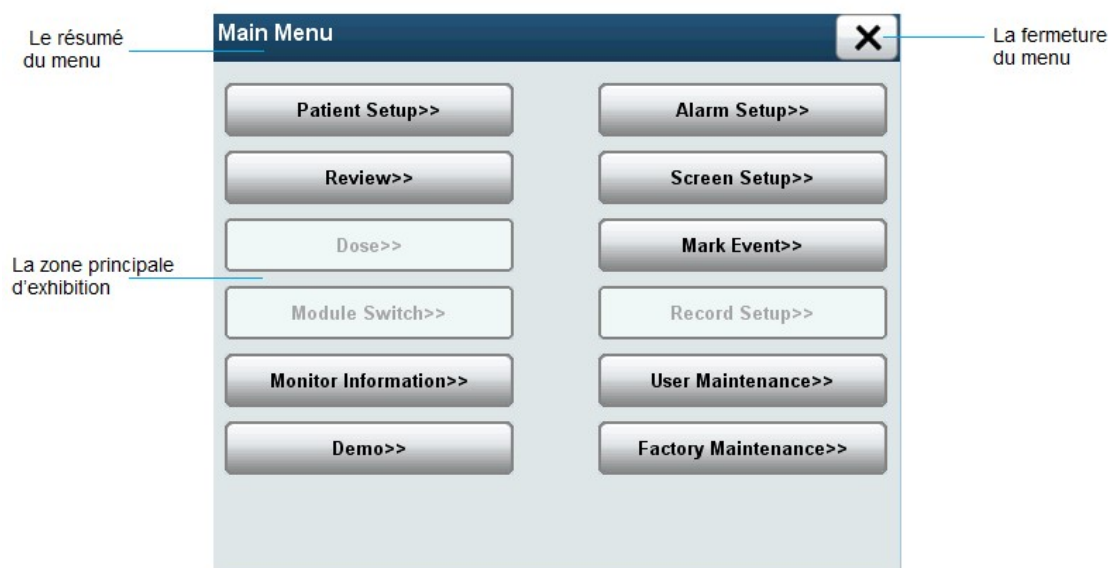 Le résumé
du menu
Main Menu
La fermeture
du menu
Patient Setup>>
Alarm Setup>>
Review>>
Screen Setup>>
Dose>>
Mark Event>>
La zone principale
d'exhibition
Module Switch>>
Record Setup>>
Monitor Information>>
User Maintenance>>
Demo>>
Factory Maintenance>>